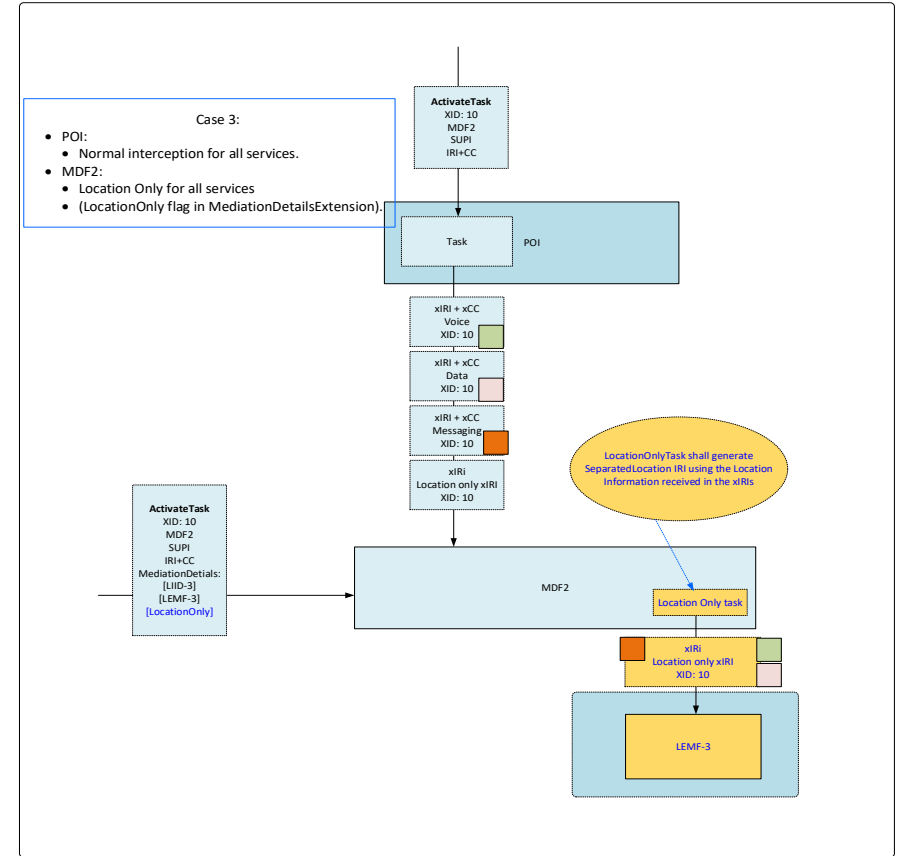 ActivateTask
XID: 10
MDF2
SUPI
IRI+CC
Case 3:
• POI:
• Normal interception for all services.
• MDF2:
• Location Only for all services
• (LocationOnly flag in MediationDetailsExtension).
Task
POI
xIRI + xCC
Voice
XID: 10
xIRI + xCC
Data
XID: 10
xIRI + xCC
Messaging
XID: 10
xIRi
Location only xIRI
XID: 10
LocationOnlyTask shall generate
SeparatedLocation IRI using the Location
Information received in the xIRIs
ActivateTask
XID: 10
MDF2
SUPI
IRI+CC
MediationDetials:
[LIID-3]
[LEMF-3]
[LocationOnly]
MDF2
Location Only task
xIRi
Location only xIRI
XID: 10
LEMF-3